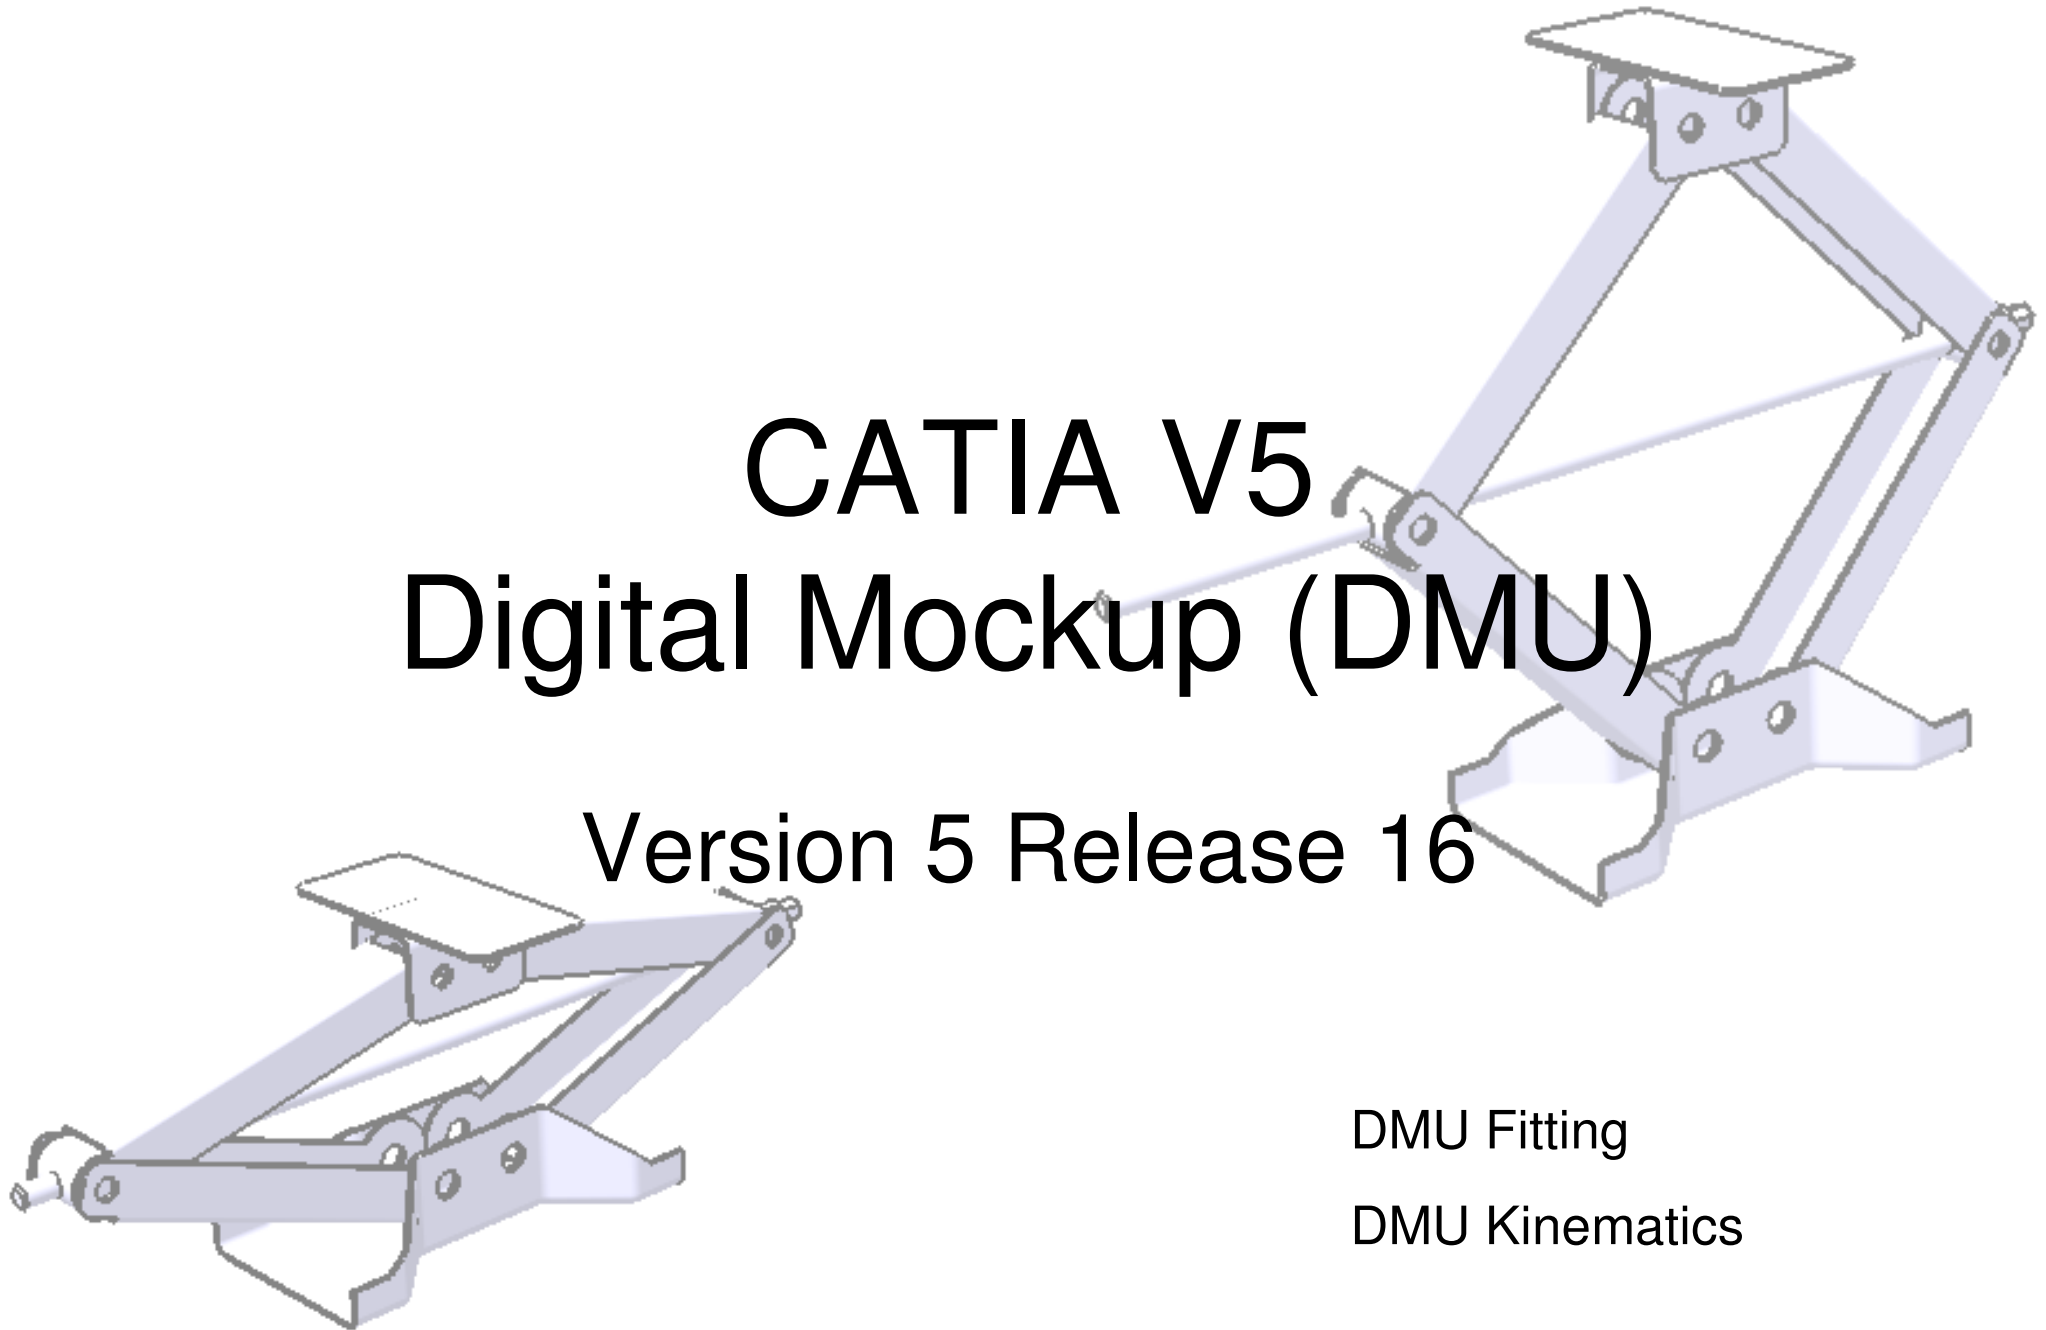 CATIA V5
Digital Mockup (DMU)
Version 5 Release 16
DMU Fitting
DMU Kinematics